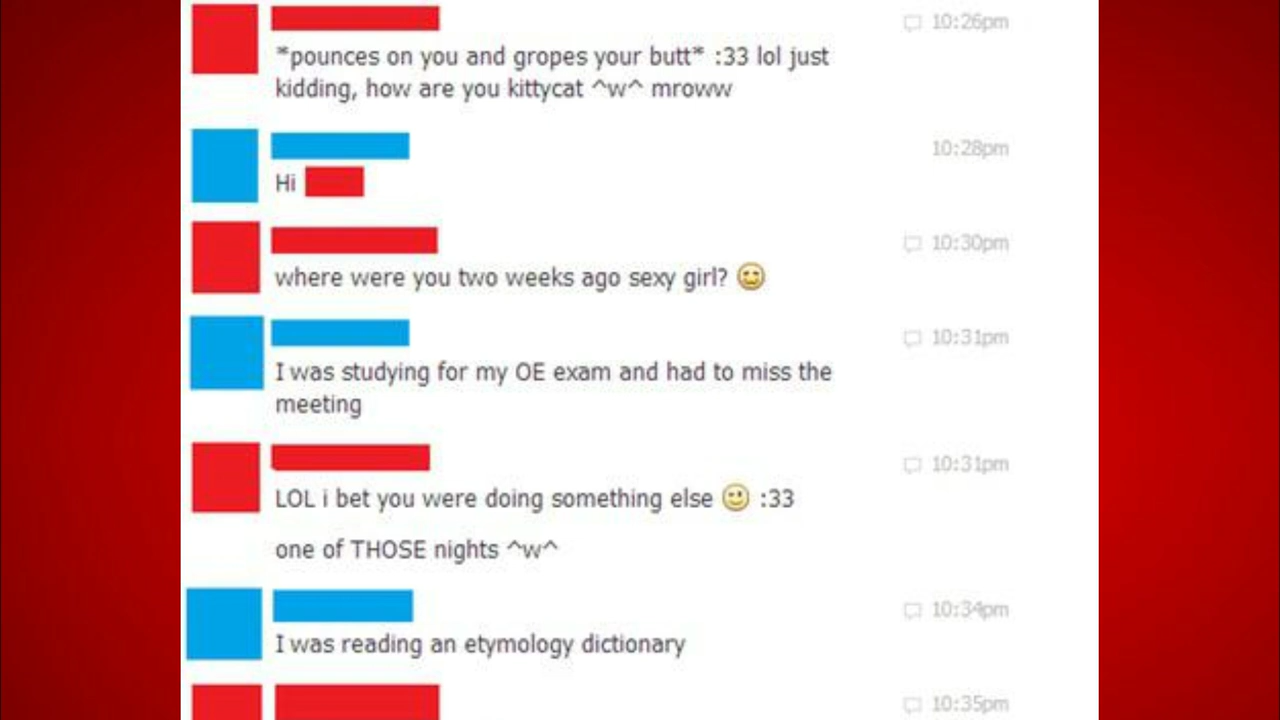 10:26pm
*pounces on you and gropes your butt* :33 lol just
kidding, how are you kittycat ^w^ mroww
10:28pm
Hi
10:30pm
where were you two weeks ago sexy girl?
10:31pm
I was studying for my OE exam and had to miss the
meeting
10:31pm
LOL i bet you were doing something else :33
one of THOSE nights ^w^
10:34pm
I was reading an etymology dictionary
10:35pm